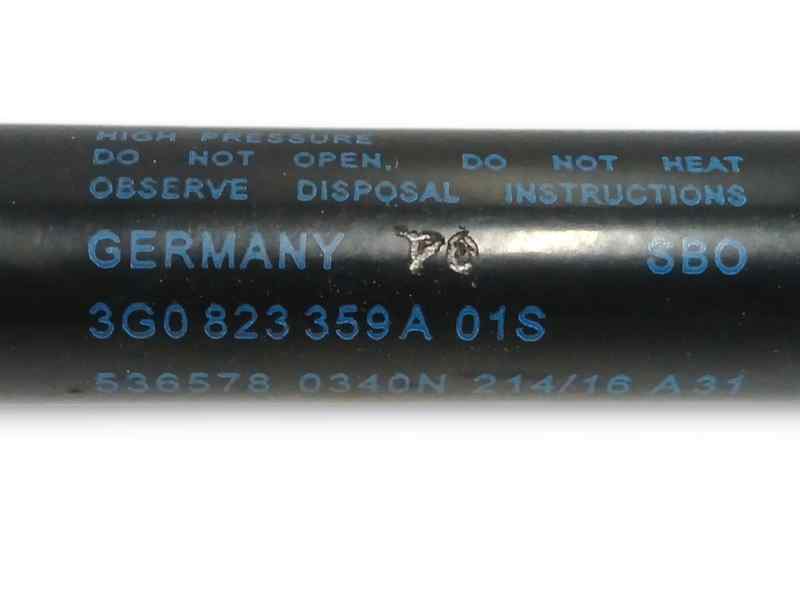 HIGH PRESSURE
DO NOT OPEN. DO NOT HEAT
OBSERVE DISPOSAL INSTRUCTIONS
GERMANY SBO
3G0 823 359 A 01S
536578 0340N 214/16 A31